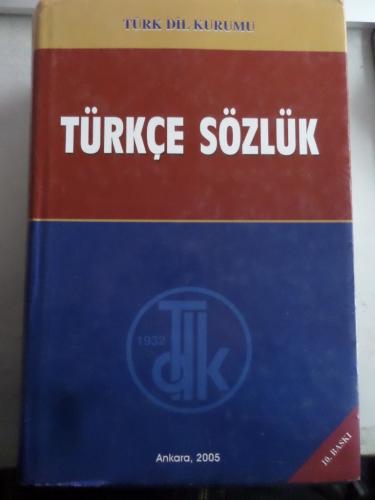 TÜRK DİL KURUMU
TÜRKÇE SÖZLÜK
1932
Tdk
Ankara, 2005
10. BASKI